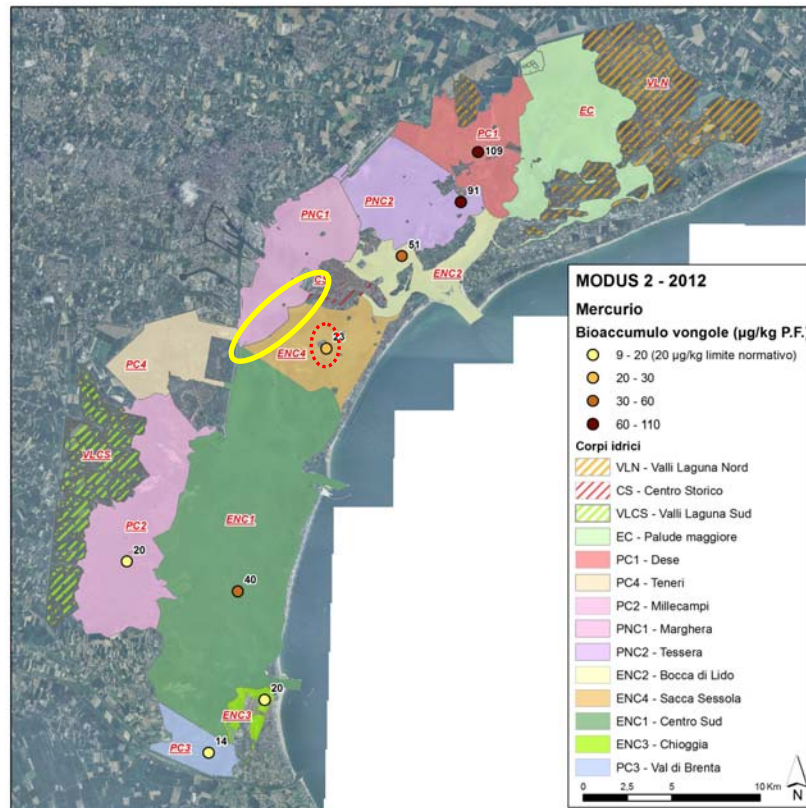 VLN
EC
PC1
109
PNC2
91
PNC1
51
ENC2
CS
23
ENC4
PC4
VLCS
PC2
ENC1
20
40
20
ENC3
14
PC3
MODUS 2 - 2012
Mercurio
Bioaccumulo vongole (µg/kg P.F.)
9 - 20 (20 µg/kg limite normativo)
20 - 30
30 - 60
60 - 110
Corpi idrici
VLN - Valli Laguna Nord
CS - Centro Storico
VLCS - Valli Laguna Sud
EC - Palude maggiore
PC1 - Dese
PC4 - Teneri
PC2 - Millecampi
PNC1 - Marghera
PNC2 - Tessera
ENC2 - Bocca di Lido
ENC4 - Sacca Sessola
ENC1 - Centro Sud
ENC3 - Chioggia
PC3 - Val di Brenta
0 2,5 5 10 Km
N